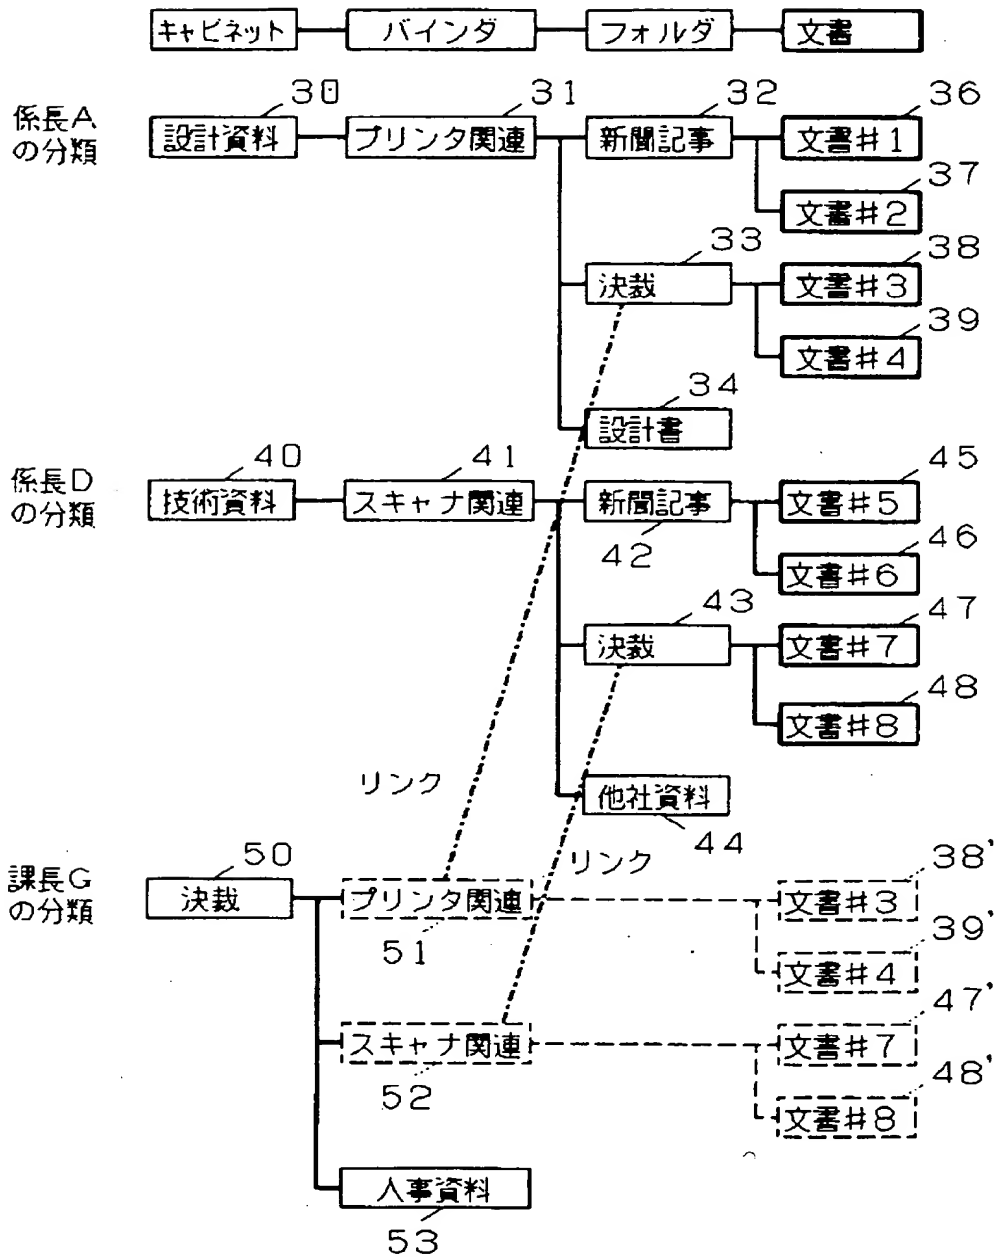 キャビネット バインダ フォルダ 文書
30 31 32 36
係長A
の分類
設計資料 プリンタ関連 新聞記事 文書#1
37
文書#2
33 38
決裁 文書#3
39
文書#4
34
設計書
係長D
の分類
40 41 45
技術資料 スキャナ関連 新聞記事 文書#5
42 46
文書#6
43 47
決裁 文書#7
48
文書#8
リンク
他社資料
44
リンク
課長G
の分類
50 38'
決裁 プリンタ関連 文書#3
51 39'
文書#4
47'
スキャナ関連 文書#7
52 48'
文書#8
人事資料
53